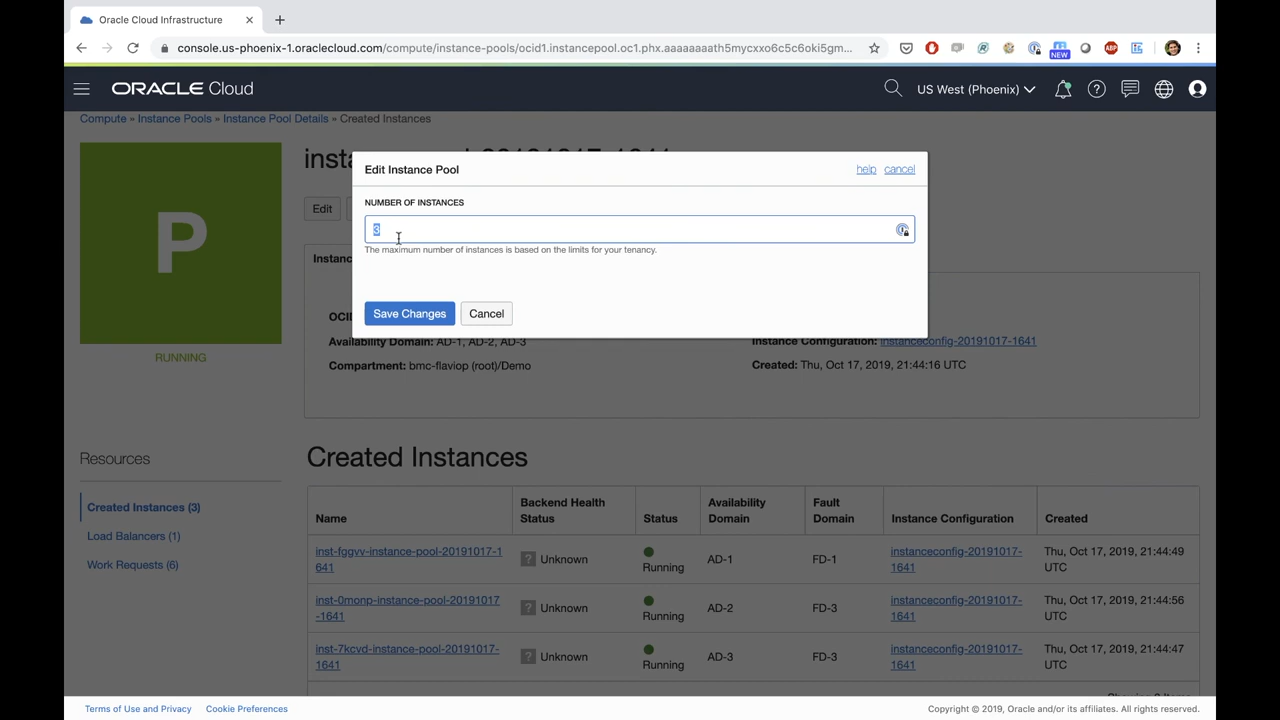 Oracle Cloud Infrastructure
console.us-phoenix-1.oraclecloud.com/compute/instance-pools/ocid1.instancepool.oc1.phx.aaaaaaaath5mycxxo6c5c6oki5gm...
NEW
ABP
ORACLE Cloud
US West (Phoenix)
Compute » Instance Pools » Instance Pool Details » Created Instances
P
RUNNING
Edit
Edit Instance Pool
help cancel
NUMBER OF INSTANCES
3
The maximum number of instances is based on the limits for your tenancy.
Save Changes
Cancel
Availability Domain: AD-1, AD-2, AD-3
Instance Configuration: instanceconfig-20191017-1641
Compartment: bmc-flaviop (root)/Demo
Created: Thu, Oct 17, 2019, 21:44:16 UTC
Resources
Created Instances (3)
Load Balancers (1)
Work Requests (6)
Created Instances
Name
Backend Health
Status
Status
Availability
Domain
Fault
Domain
Instance Configuration
Created
inst-fggvv-instance-pool-20191017-1
641
? Unknown
Running
AD-1
FD-1
instanceconfig-20191017-
1641
Thu, Oct 17, 2019, 21:44:49
UTC
inst-0monp-instance-pool-20191017
-1641
? Unknown
Running
AD-2
FD-3
instanceconfig-20191017-
1641
Thu, Oct 17, 2019, 21:44:56
UTC
inst-7kcvd-instance-pool-20191017-
1641
? Unknown
Running
AD-3
FD-3
instanceconfig-20191017-
1641
Thu, Oct 17, 2019, 21:44:47
UTC
Terms of Use and Privacy
Cookie Preferences
Copyright © 2019, Oracle and/or its affiliates. All rights reserved.